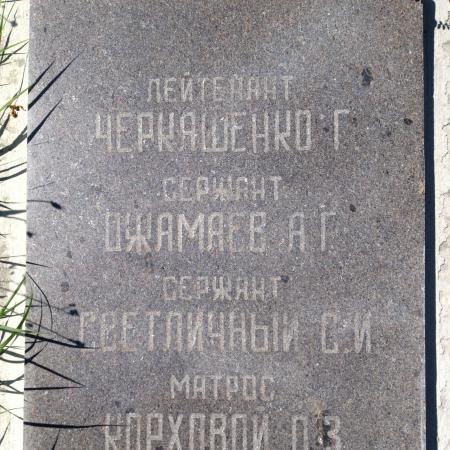 ЛЕЙТЕНАНТ
ЧЕРКАШЕНКО Г.
СЕРЖАНТ
ОЖАМАЕВ А.Г.
СЕРЖАНТ
СВЕТЛИЧНЫЙ С.И
МАТРОС
КОРХОВОЙ П.З.